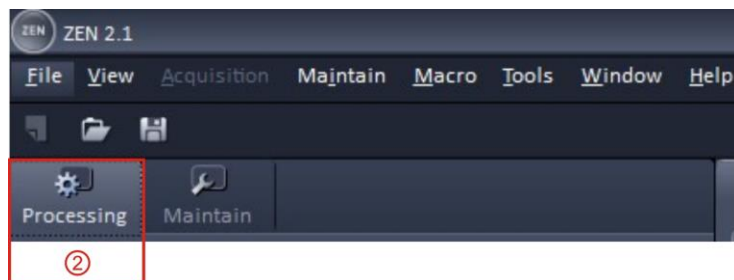 ZEN ZEN 2.1
File View Acquisition Maintain Macro Tools Window Help
Processing Maintain
②